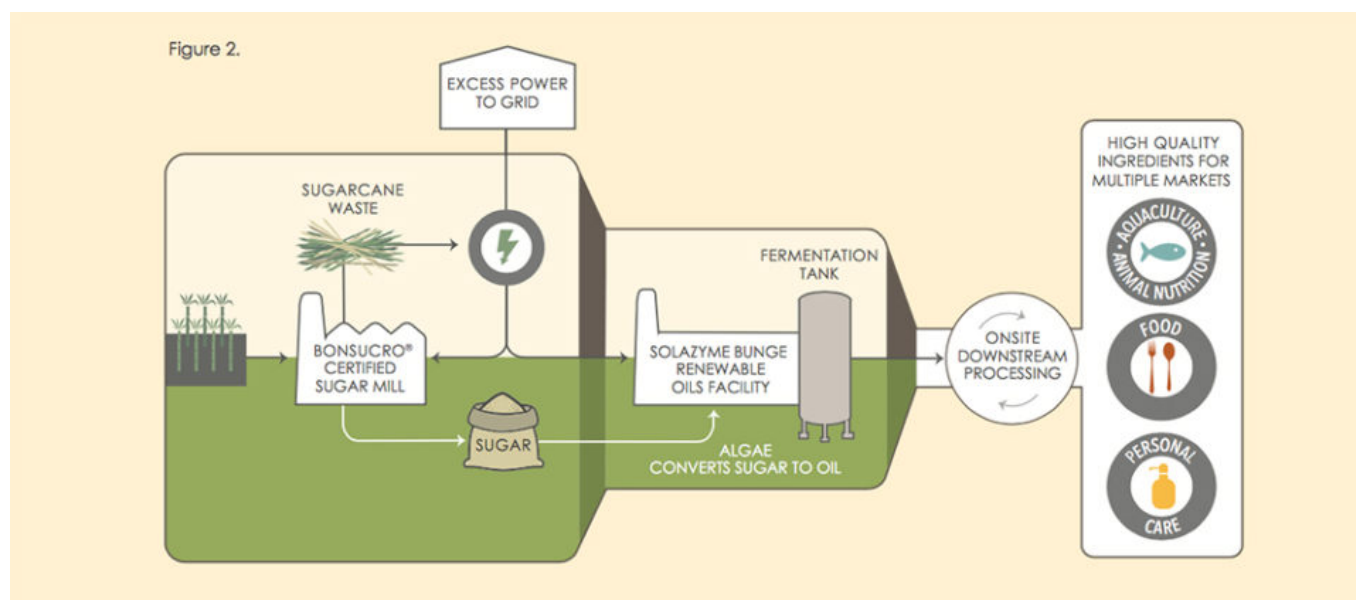 Figure 2.
EXCESS POWER
TO GRID
SUGARCANE
WASTE
BONSUCRO®
CERTIFIED
SUGAR MILL
SUGAR
FERMENTATION
TANK
SOLAZYME BUNGE
RENEWABLE
OILS FACILITY
ALGAE
CONVERTS SUGAR TO OIL
ONSITE
DOWNSTREAM
PROCESSING
HIGH QUALITY
INGREDIENTS FOR
MULTIPLE MARKETS
AQUACULTURE •
ANIMAL NUTRITION •
FOOD
PERSONAL
CARE